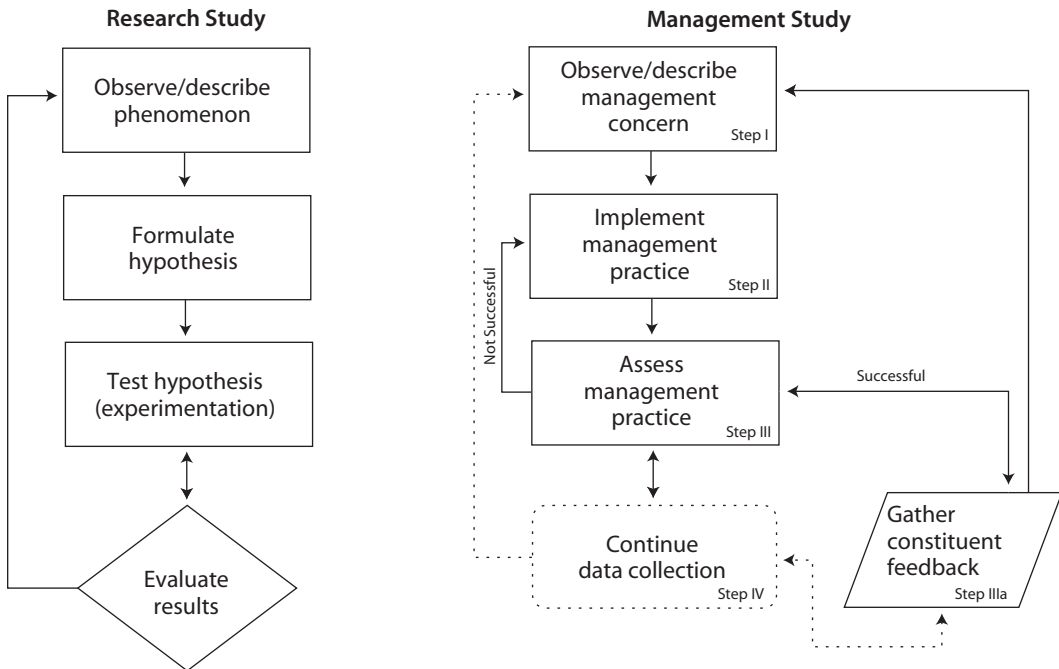 Research Study
Observe/describe
phenomenon
Formulate
hypothesis
Test hypothesis
(experimentation)
Evaluate
results
Management Study
Observe/describe
management
concern
Step I
Implement
management
practice
Step II
Not Successful
Assess
management
practice
Step III
Successful
Continue
data collection
Step IV
Gather
constituent
feedback
Step IIIa